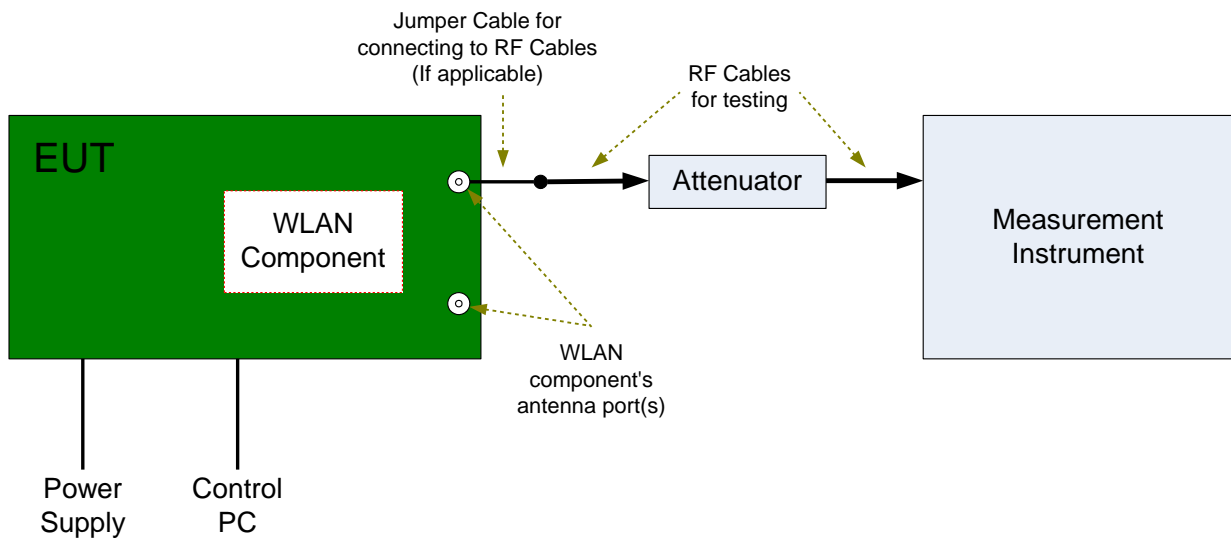 Jumper Cable for
connecting to RF Cables
(If applicable)
RF Cables
for testing
EUT
WLAN
Component
Attenuator
Measurement
Instrument
WLAN
component's
antenna port(s)
Power
Supply
Control
PC